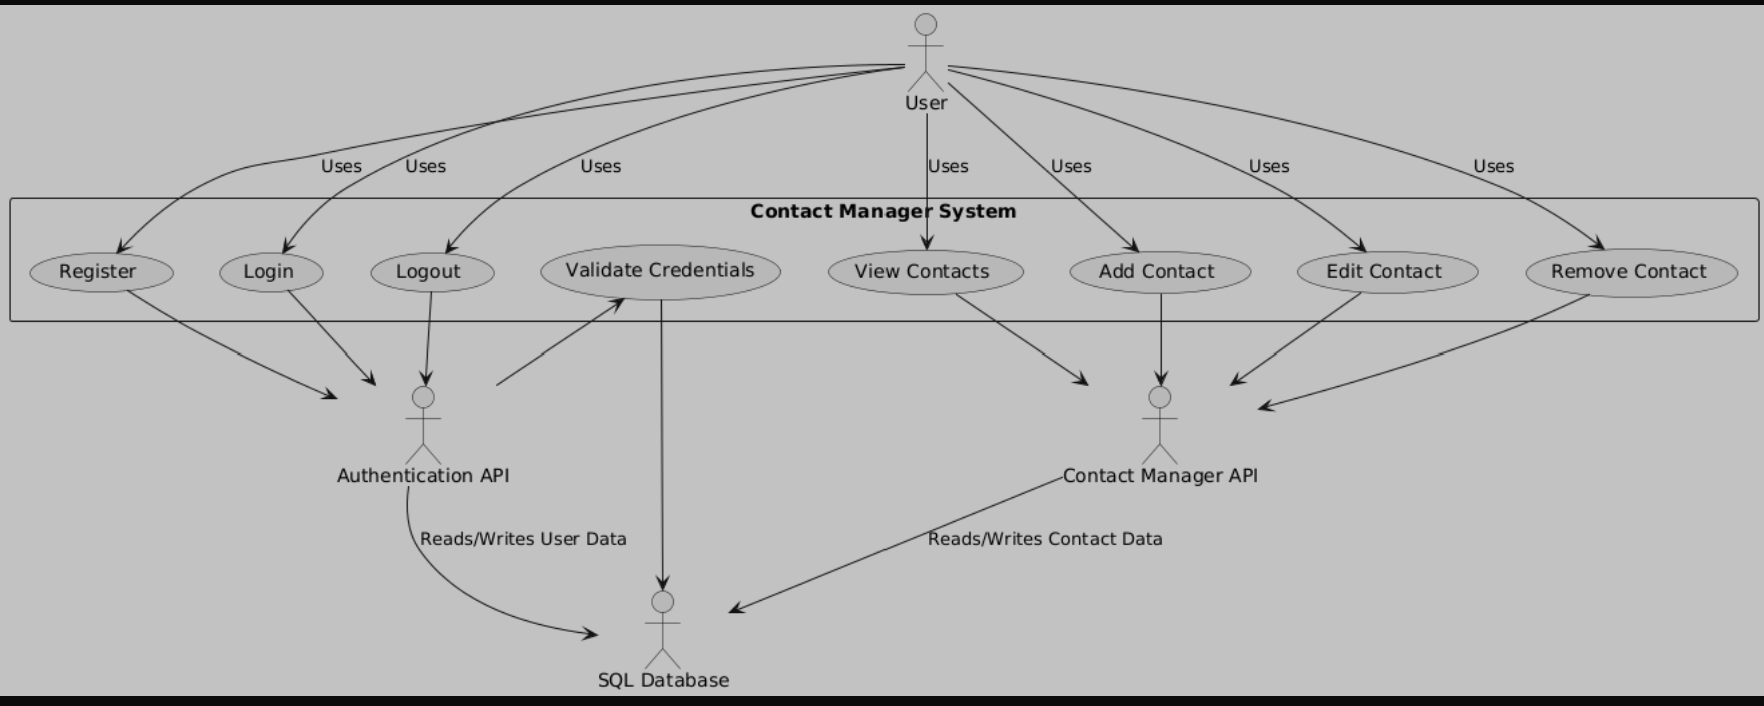 User
Uses
Uses
Uses
Uses
Uses
Uses
Uses
Contact Manager System
Register
Login
Logout
Validate Credentials
View Contacts
Add Contact
Edit Contact
Remove Contact
Authentication API
Contact Manager API
Reads/Writes User Data
Reads/Writes Contact Data
SQL Database